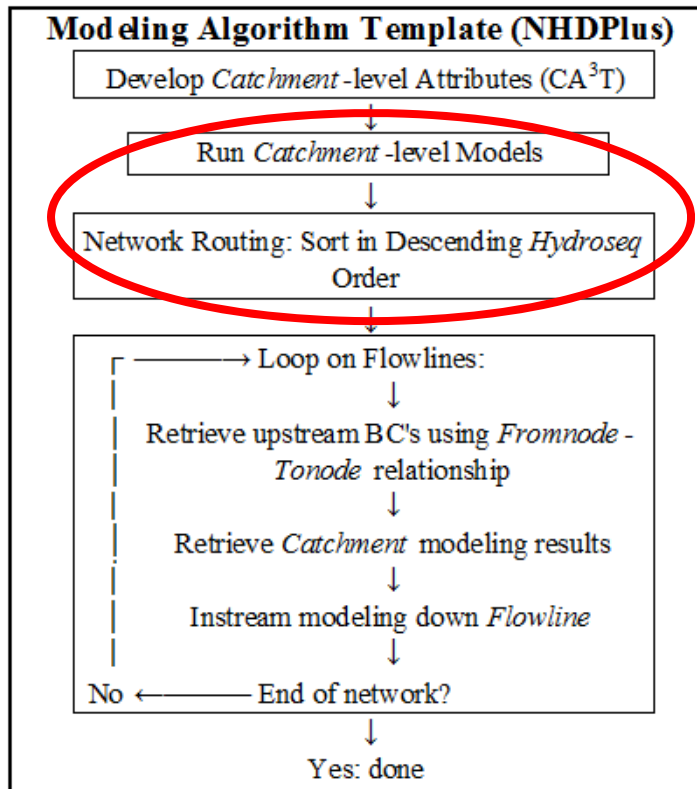 Modeling Algorithm Template (NHDPlus)
Develop Catchment-level Attributes (CA³T)
↓
Run Catchment-level Models
↓
Network Routing: Sort in Descending Hydroseq
Order
↓
→ Loop on Flowlines:
↓
Retrieve upstream BC's using Fromnode -
Tonode relationship
↓
Retrieve Catchment modeling results
↓
Instream modeling down Flowline
↓
No ← End of network?
↓
Yes: done